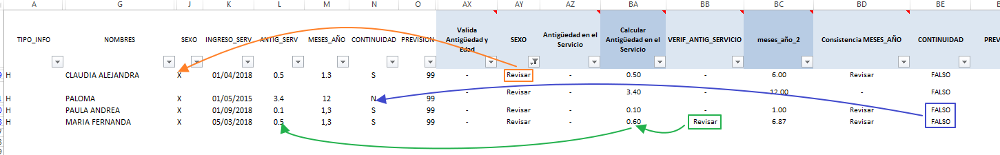 A G J K L M N O AX AY AZ BA BB BC BD BE
TIPO_INFO NOMBRES SEXO INGRESO_SERV ANTIG_SERV MESES_AÑO CONTINUIDAD PREVISION Valida Antigüedad y Edad SEXO Antigüedad en el Servicio Calcular Antigüedad en el Servicio VERIF_ANTIG_SERVICIO meses_año_2 Consistencia MESES_AÑO CONTINUIDAD PREV
H CLAUDIA ALEJANDRA X 01/04/2018 0.5 1.3 S 99 - Revisar - 0.50 - 6.00 Revisar FALSO
H PALOMA X 01/05/2015 3.4 12 N 99 - Revisar - 3.40 - 12.00 - FALSO
H PAULA ANDREA X 01/09/2018 0.1 1,3 S 99 - Revisar - 0.10 - 1.00 Revisar FALSO
H MARIA FERNANDA X 05/03/2018 0.5 1,3 S 99 - Revisar - 0.60 Revisar 6.87 Revisar FALSO